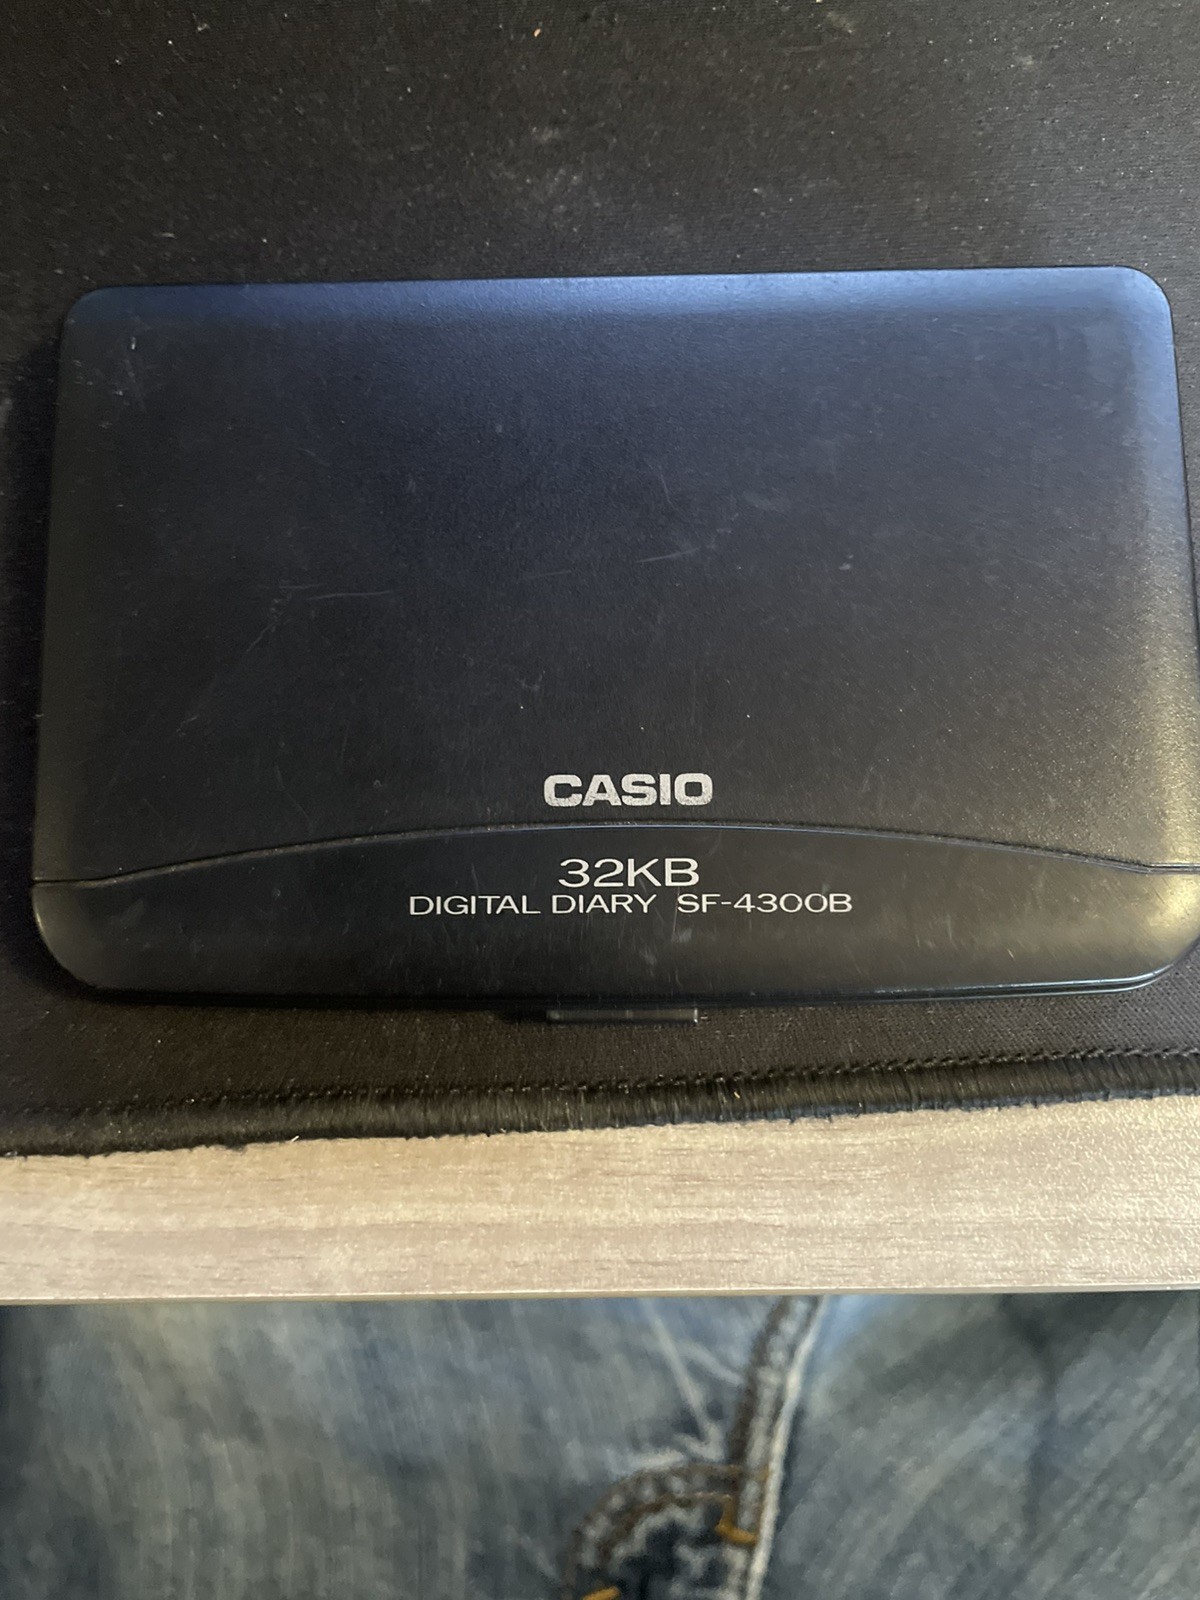 CASIO
32KB
DIGITAL DIARY SF-4300B